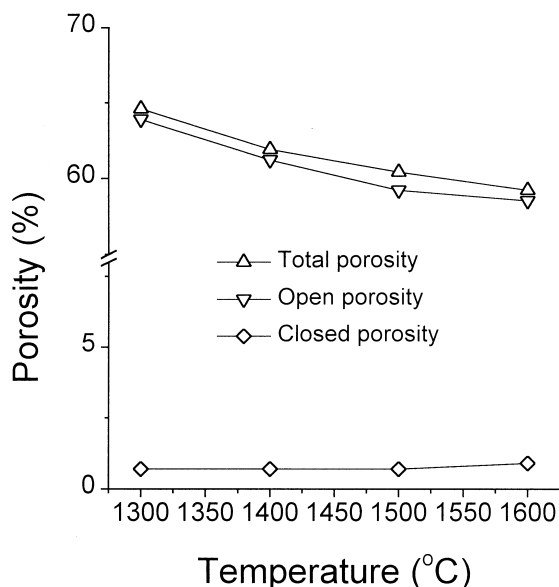 70
60
Porosity (%)
Total porosity
Open porosity
Closed porosity
5
0
1300 1350 1400 1450 1500 1550 1600
Temperature (°C)